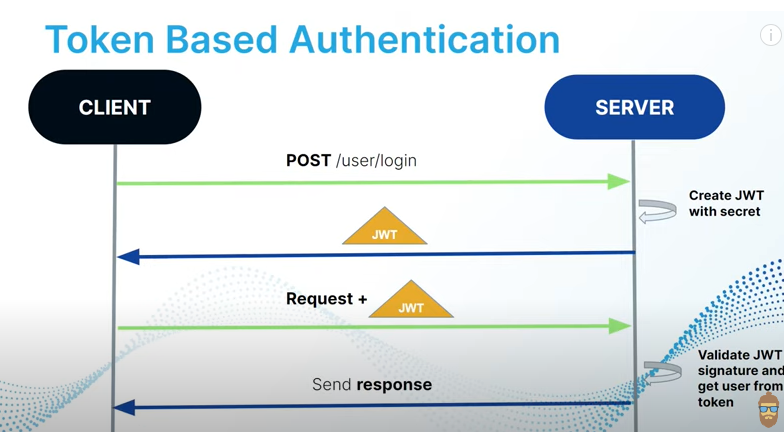 Token Based Authentication
CLIENT
SERVER
POST /user/login
Create JWT
with secret
JWT
Request +
JWT
Validate JWT
signature and
get user from
token
Send response